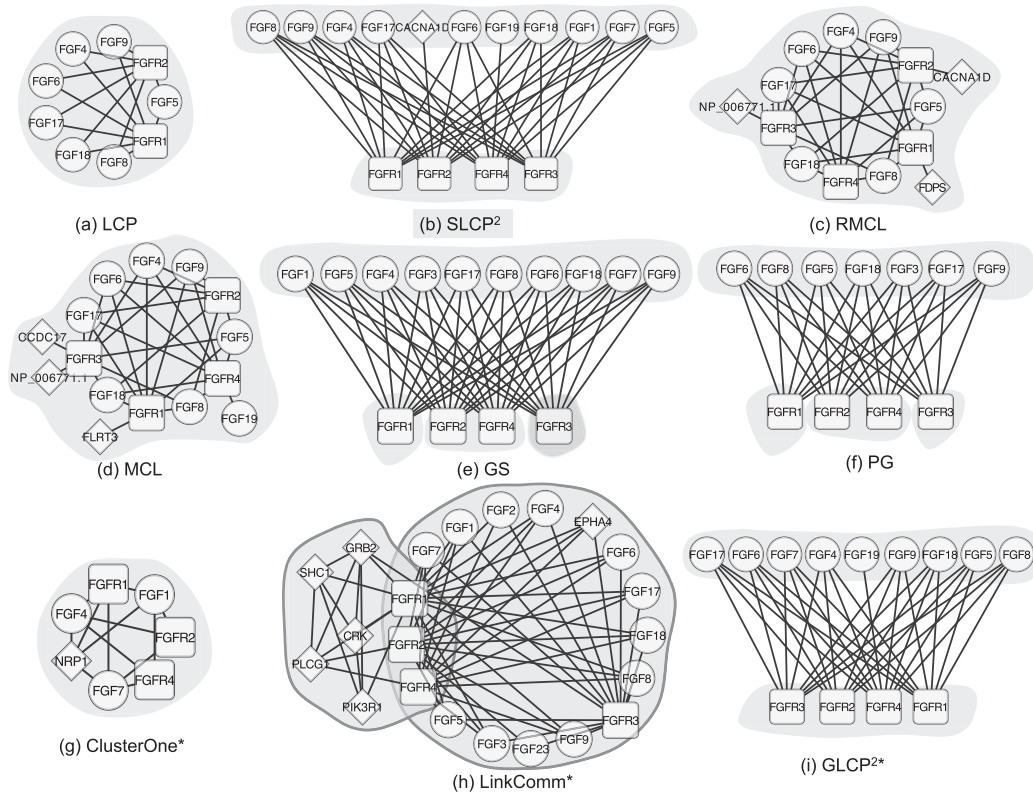 FGF9
FGF4
FGFR2
FGF6
FGF5
FGF17
FGFR1
FGF18
FGF8
(a) LCP
FGF8 FGF9 FGF4 FGF17 CACNA1D FGF6 FGF19 FGF18 FGF1 FGF7 FGF5
FGFR1 FGFR2 FGFR4 FGFR3
(b) SLCP²
FGF4
FGF9
FGF6
FGFR2
CACNA1D
FGF17
NP_006771.1
FGF5
FGFR3
FGFR1
FGF18
FGFR4
FGF8
FDPS
(c) RMCL
FGF4
FGF9
FGF6
FGFR2
FGF17
CCDC17
FGF5
FGFR3
NP_006771.1
FGFR4
FGF18
FGFR1
FGF8
FGF19
FLRT3
(d) MCL
FGF1 FGF5 FGF4 FGF3 FGF17 FGF8 FGF6 FGF18 FGF7 FGF9
FGFR1 FGFR2 FGFR4 FGFR3
(e) GS
FGF6 FGF8 FGF5 FGF18 FGF3 FGF17 FGF9
FGFR1 FGFR2 FGFR4 FGFR3
(f) PG
FGFR1
FGF1
FGF4
FGFR2
NRP1
FGFR4
FGF7
(g) ClusterOne*
FGF2
FGF4
FGF1
EPHA4
GRB2
FGF7
FGF6
SHC1
FGFR1
FGF17
CRK
FGFR2
FGF18
PLCG1
FGFR4
FGF8
PIK3R1
FGF5
FGFR3
FGF3
FGF23
FGF9
(h) LinkComm*
FGF17 FGF6 FGF7 FGF4 FGF19 FGF9 FGF18 FGF5 FGF8
FGFR3 FGFR2 FGFR4 FGFR1
(i) GLCP²*